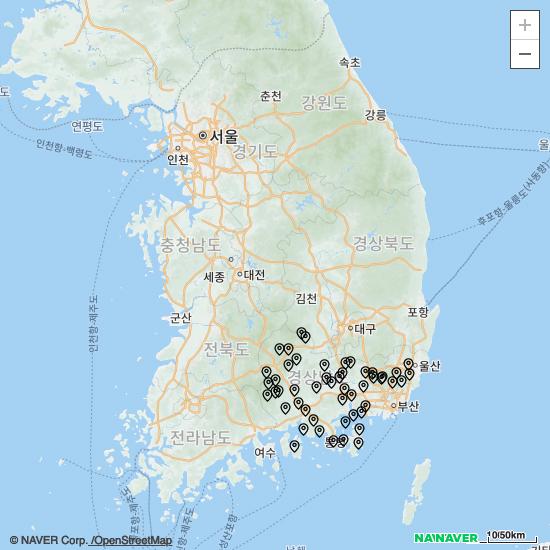 +
−
속초
춘천
강원도
강릉
도
연평도
서울
인천항-백령도
인천
경기도
울
후포항-울릉도(사동항)
충청남도
경상북도
세종
대전
김천
인천항-제주도
군산
포항
대구
전북도
울산
부산
전라남도
여수
© NAVER Corp. /OpenStreetMap
NAVER
10/50km